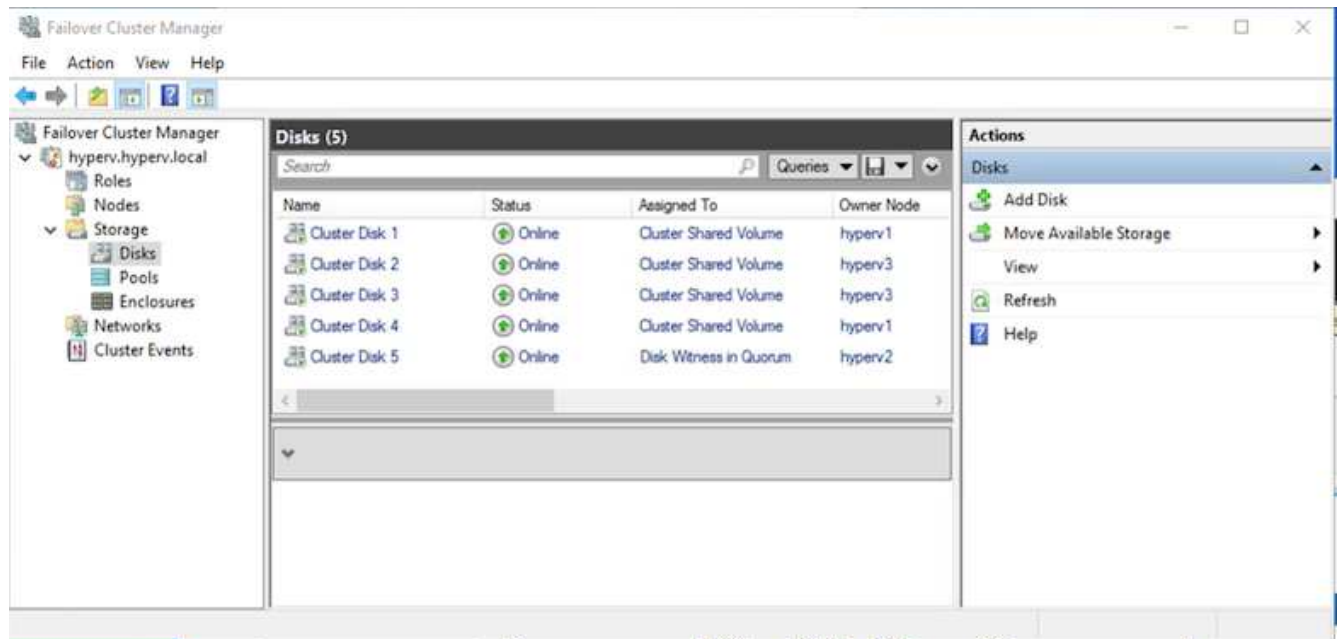 Failover Cluster Manager
File Action View Help
Failover Cluster Manager
hyperv.hyperv.local
Roles
Nodes
Storage
Disks
Pools
Enclosures
Networks
Cluster Events
Disks (5)
Search
Queries
Name Status Assigned To Owner Node
Cluster Disk 1 Online Cluster Shared Volume hyperv1
Cluster Disk 2 Online Cluster Shared Volume hyperv3
Cluster Disk 3 Online Cluster Shared Volume hyperv3
Cluster Disk 4 Online Cluster Shared Volume hyperv1
Cluster Disk 5 Online Disk Witness in Quorum hyperv2
Actions
Disks
Add Disk
Move Available Storage
View
Refresh
Help